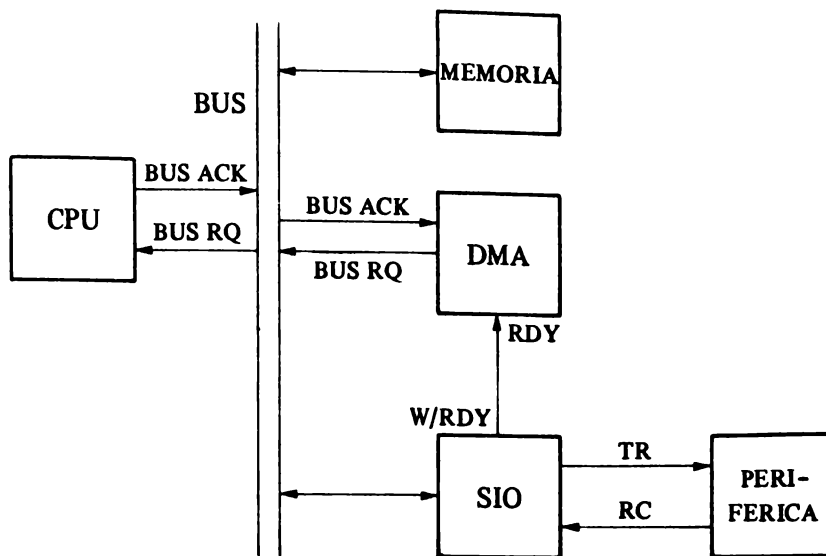 MEMORIA
BUS
BUS ACK
CPU
BUS RQ
BUS ACK
DMA
BUS RQ
RDY
W/RDY
SIO
TR
RC
PERI-
FERICA